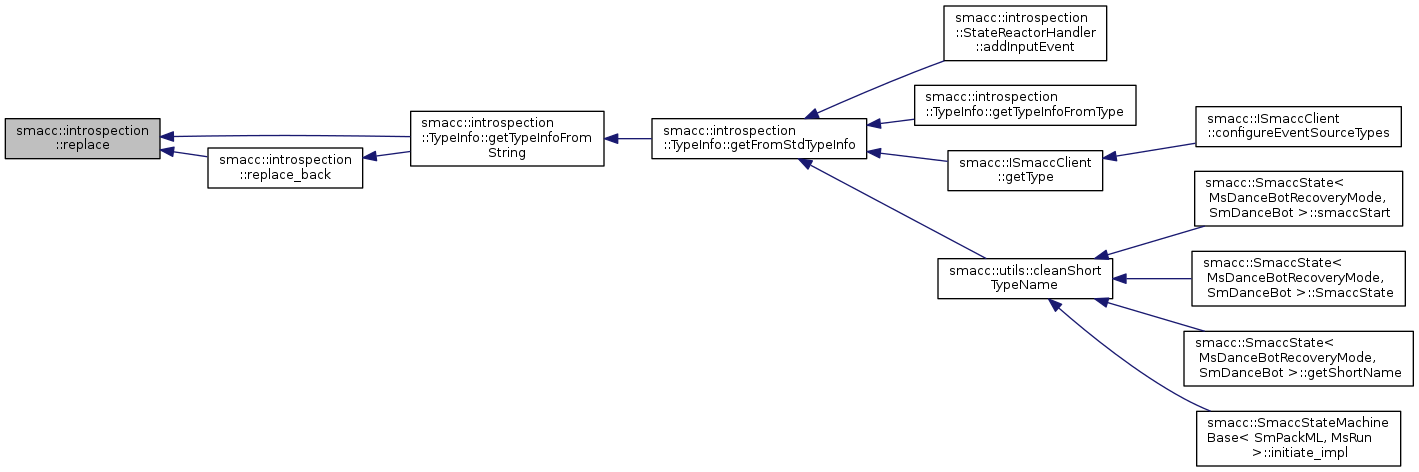 smacc::introspection
::replace
smacc::introspection
::replace_back
smacc::introspection
::TypeInfo::getTypeInfoFrom
String
smacc::introspection
::TypeInfo::getFromStdTypeInfo
smacc::introspection
::StateReactorHandler
::addInputEvent
smacc::introspection
::TypeInfo::getTypeInfoFromType
smacc::ISmaccClient
::getType
smacc::ISmaccClient
::configureEventSourceTypes
smacc::utils::cleanShort
TypeName
smacc::SmaccState<
MsDanceBotRecoveryMode,
SmDanceBot >::smaccStart
smacc::SmaccState<
MsDanceBotRecoveryMode,
SmDanceBot >::SmaccState
smacc::SmaccState<
MsDanceBotRecoveryMode,
SmDanceBot >::getShortName
smacc::SmaccStateMachine
Base< SmPackML, MsRun
>::initiate_impl